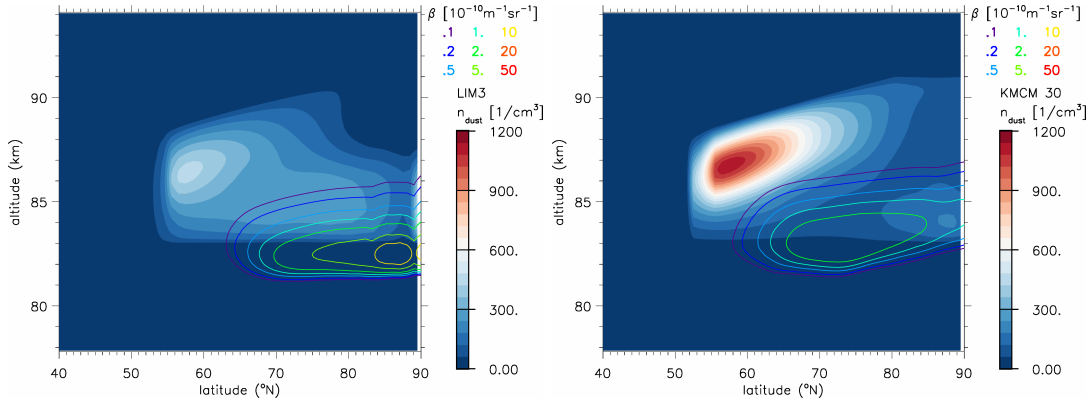 β [10⁻¹⁰m⁻¹sr⁻¹]
.1 1. 10
.2 2. 20
.5 5. 50
LIM3
n_dust [1/cm³]
1200
900.
600.
300.
0.00
90
85
80
altitude (km)
40 50 60 70 80 90
latitude (°N)
β [10⁻¹⁰m⁻¹sr⁻¹]
.1 1. 10
.2 2. 20
.5 5. 50
KMCM 30
n_dust [1/cm³]
1200
900.
600.
300.
0.00
90
85
80
altitude (km)
40 50 60 70 80 90
latitude (°N)